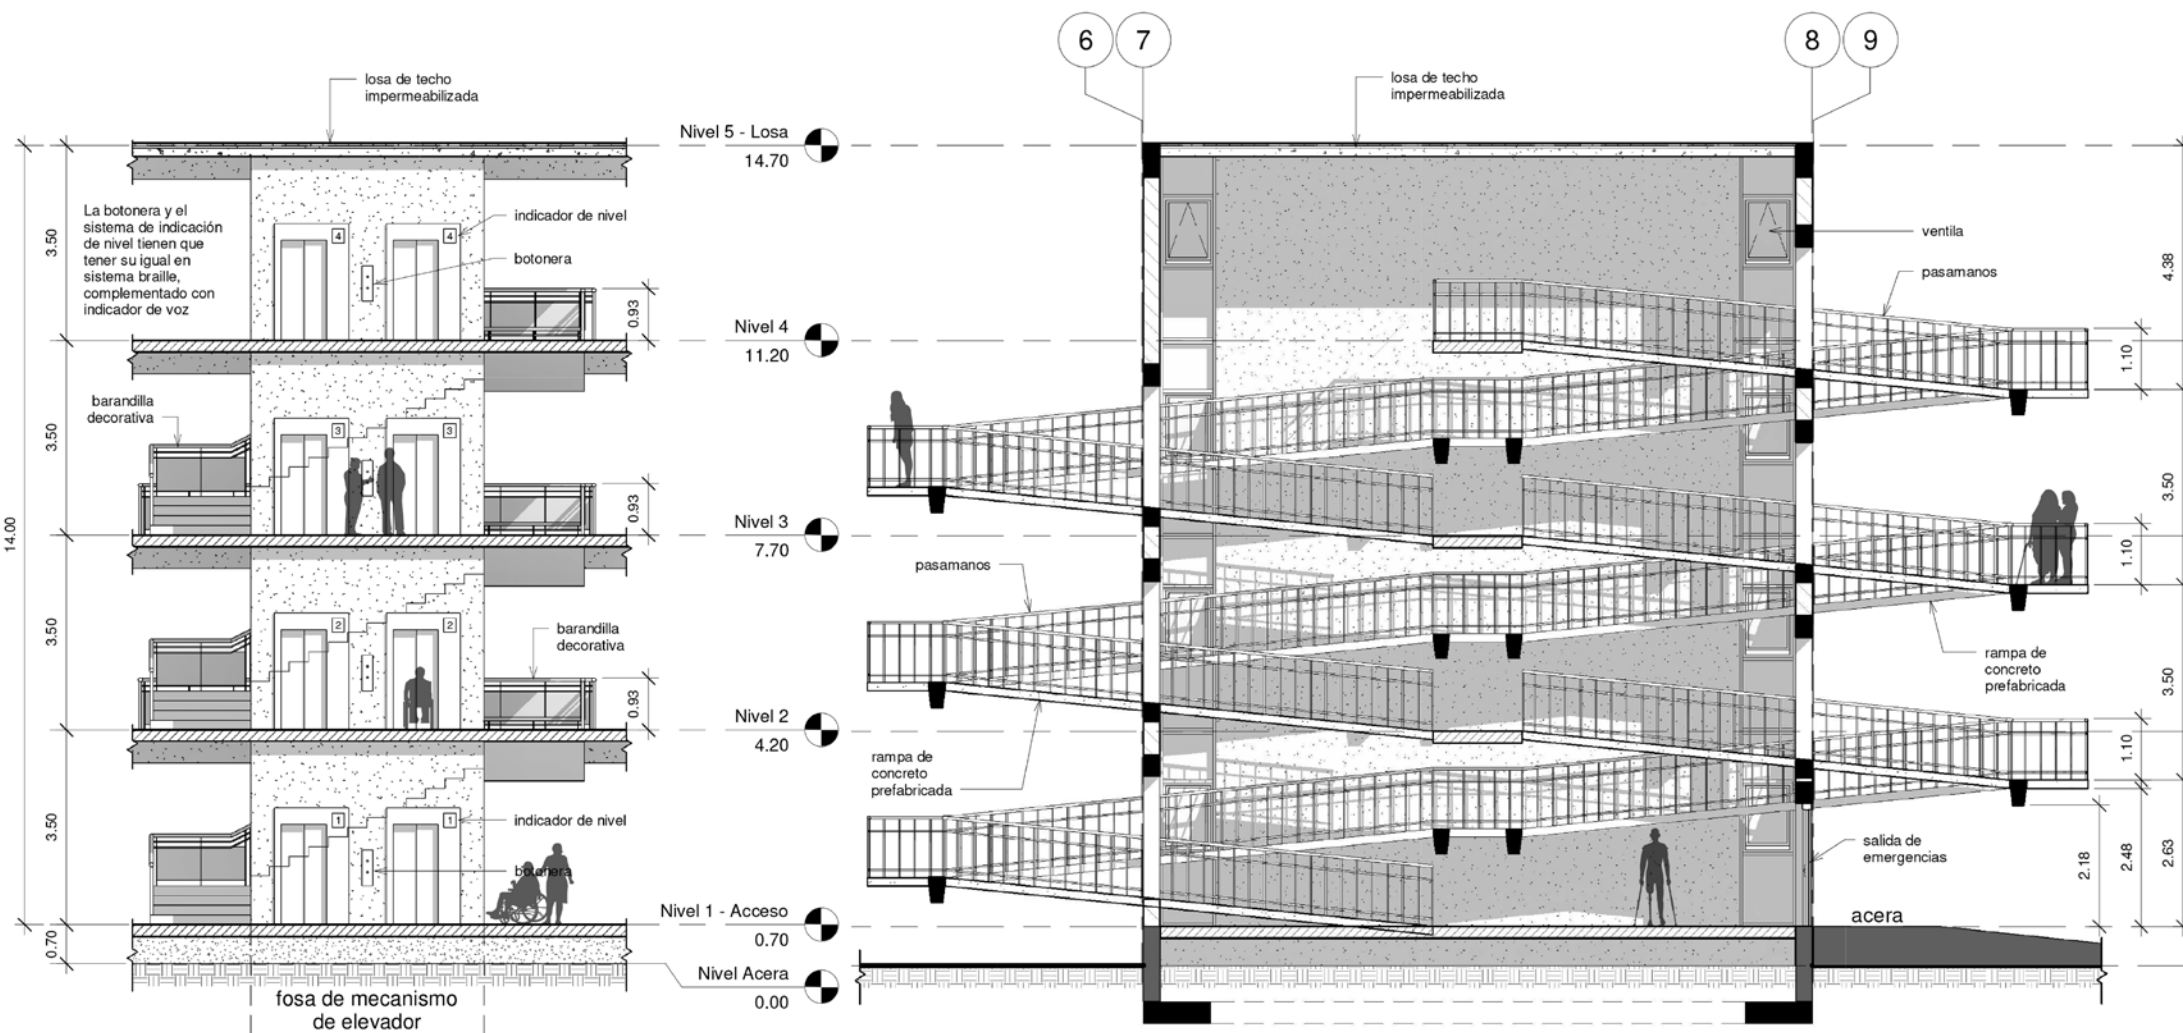 6
7
8
9
losa de techo
impermeabilizada
losa de techo
impermeabilizada
Nivel 5 - Losa
14.70
La botonera y el
sistema de indicación
de nivel tienen que
tener su igual en
sistema braille,
complementado con
indicador de voz
3.50
4
4
indicador de nivel
botonera
0.93
ventila
pasamanos
4.38
1.10
Nivel 4
11.20
barandilla
decorativa
3.50
3
3
0.93
14.00
Nivel 3
7.70
3.50
1.10
pasamanos
3.50
2
2
barandilla
decorativa
0.93
rampa de
concreto
prefabricada
3.50
1.10
Nivel 2
4.20
rampa de
concreto
prefabricada
3.50
1
1
indicador de nivel
botonera
salida de
emergencias
2.18
2.48
2.63
Nivel 1 - Acceso
0.70
acera
0.70
Nivel Acera
0.00
fosa de mecanismo
de elevador